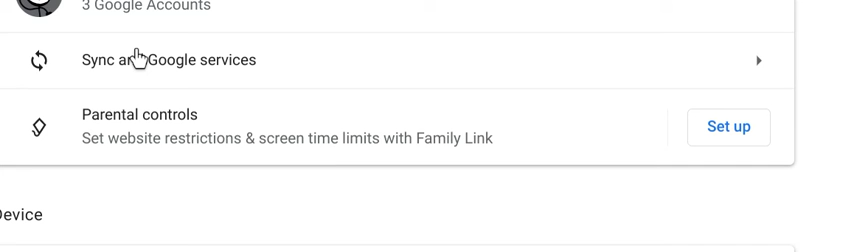 3 Google Accounts
Sync an Google services
Parental controls
Set website restrictions & screen time limits with Family Link
Set up
Device